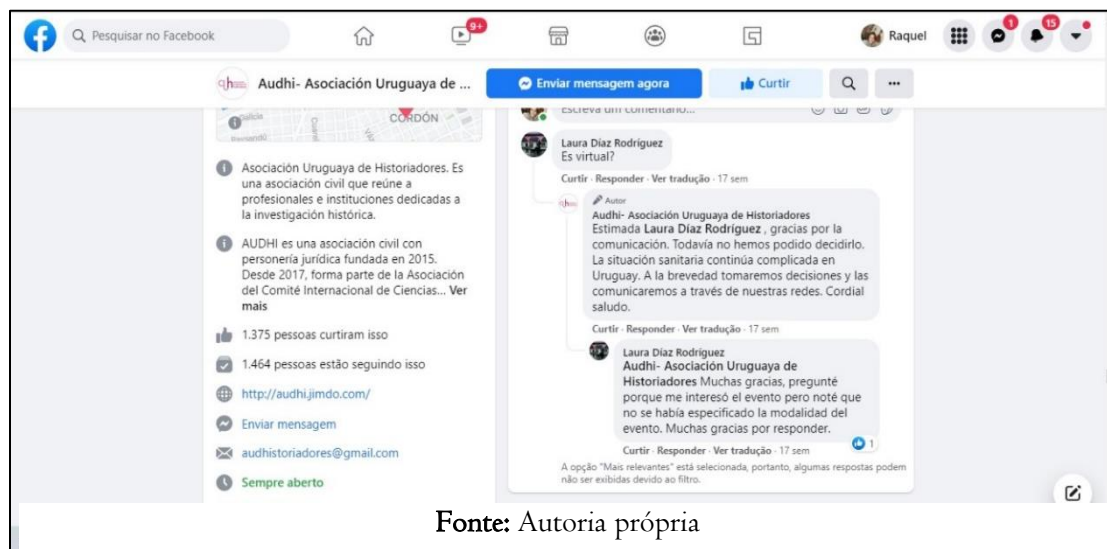 Pesquisar no Facebook
9+
Raquel
1
15
Audhi- Asociación Uruguaya de ...
Enviar mensagem agora
Curtir
Galicia
CORDÓN
Asociación Uruguaya de Historiadores. Es
una asociación civil que reúne a
profesionales e instituciones dedicadas a
la investigación histórica.
AUDHI es una asociación civil con
personería jurídica fundada en 2015.
Desde 2017, forma parte de la Asociación
del Comité Internacional de Ciencias... Ver
mais
1.375 pessoas curtiram isso
1.464 pessoas estão seguindo isso
http://audhi.jimdo.com/
Enviar mensagem
audhistoriadores@gmail.com
Sempre aberto
Escreva um comentário...
Laura Díaz Rodríguez
Es virtual?
Curtir · Responder · Ver tradução · 17 sem
Autor
Audhi- Asociación Uruguaya de Historiadores
Estimada Laura Díaz Rodríguez , gracias por la
comunicación. Todavía no hemos podido decidirlo.
La situación sanitaria continúa complicada en
Uruguay. A la brevedad tomaremos decisiones y las
comunicaremos a través de nuestras redes. Cordial
saludo.
Curtir · Responder · Ver tradução · 17 sem
Laura Díaz Rodríguez
Audhi- Asociación Uruguaya de
Historiadores Muchas gracias, pregunté
porque me interesó el evento pero noté que
no se había especificado la modalidad del
evento. Muchas gracias por responder.
1
Curtir · Responder · Ver tradução · 17 sem
A opção "Mais relevantes" está selecionada, portanto, algumas respostas podem
não ser exibidas devido ao filtro.
Fonte: Autoria própria